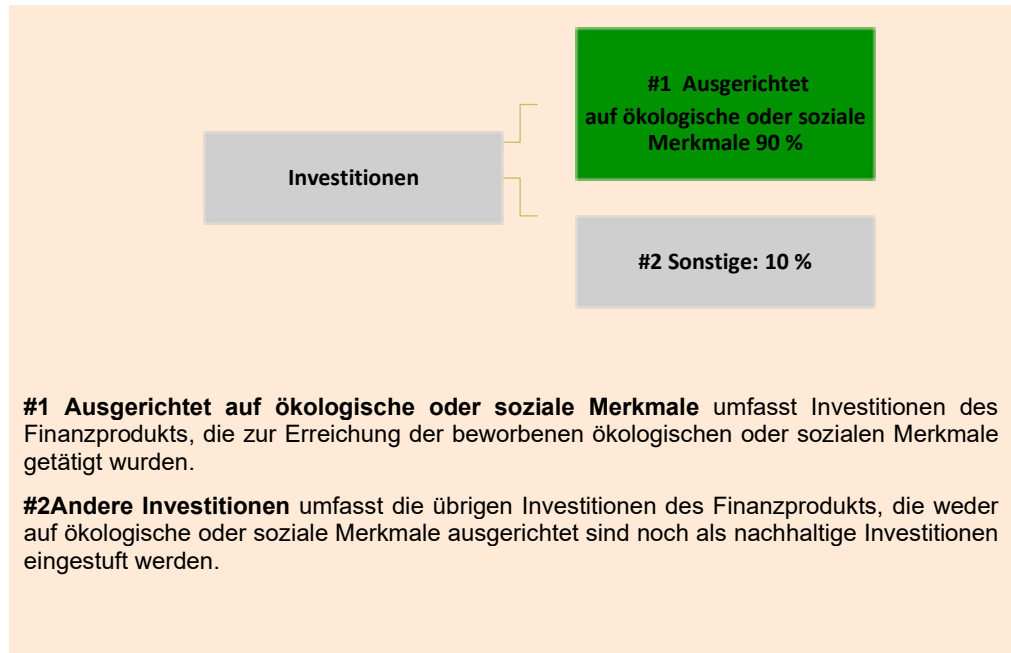 #1 Ausgerichtet
auf ökologische oder soziale
Merkmale 90 %
Investitionen
#2 Sonstige: 10 %
#1 Ausgerichtet auf ökologische oder soziale Merkmale umfasst Investitionen des
Finanzprodukts, die zur Erreichung der beworbenen ökologischen oder sozialen Merkmale
getätigt wurden.
#2Andere Investitionen umfasst die übrigen Investitionen des Finanzprodukts, die weder
auf ökologische oder soziale Merkmale ausgerichtet sind noch als nachhaltige Investitionen
eingestuft werden.